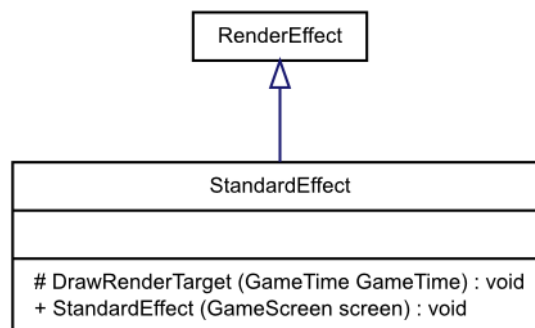 RenderEffect
StandardEffect
# DrawRenderTarget (GameTime GameTime) : void
+ StandardEffect (GameScreen screen) : void